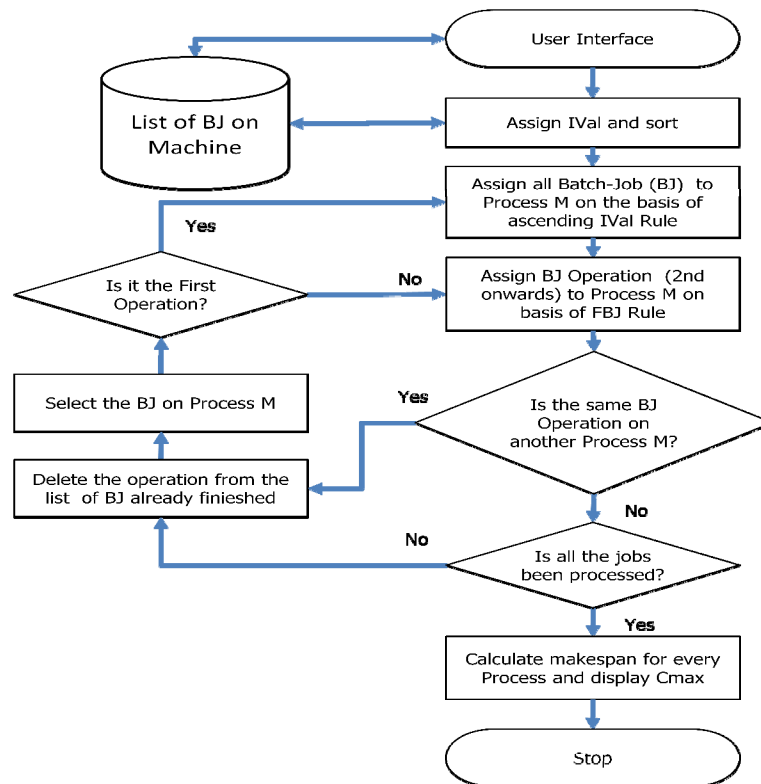 User Interface
List of BJ on
Machine
Assign IVal and sort
Assign all Batch-Job (BJ) to
Process M on the basis of
ascending IVal Rule
Yes
Is it the First
Operation?
No
Assign BJ Operation (2nd
onwards) to Process M on
basis of FBJ Rule
Select the BJ on Process M
Yes
Is the same BJ
Operation on
another Process M?
Delete the operation from the
list of BJ already finieshed
No
No
Is all the jobs
been processed?
Yes
Calculate makespan for every
Process and display Cmax
Stop